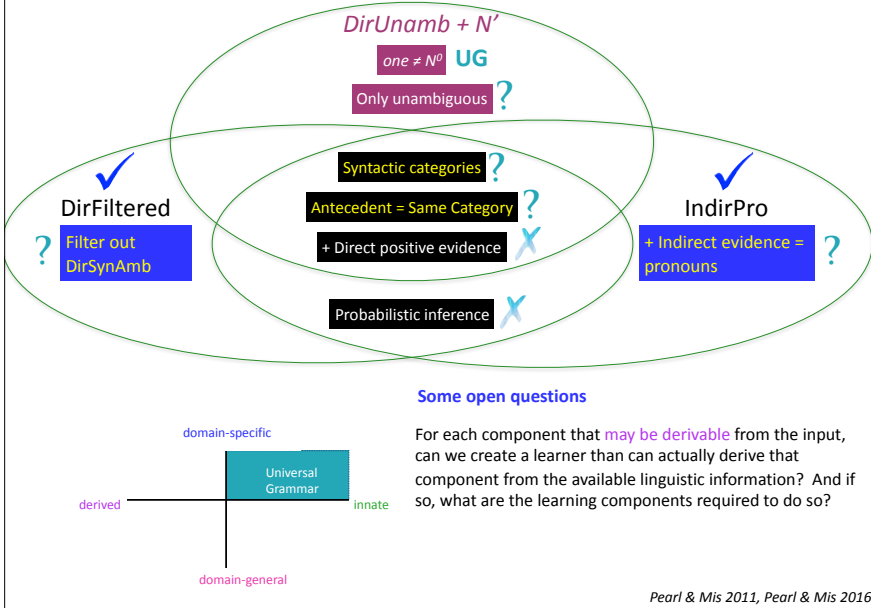 DirUnamb + N'
one ≠ N⁰ UG
Only unambiguous ?
Syntactic categories ?
DirFiltered
Antecedent = Same Category ?
IndirPro
? Filter out
DirSynAmb
+ Direct positive evidence
+ Indirect evidence =
pronouns ?
Probabilistic inference
Some open questions
For each component that may be derivable from the input,
can we create a learner than can actually derive that
component from the available linguistic information? And if
so, what are the learning components required to do so?
domain-specific
Universal
Grammar
derived
innate
domain-general
Pearl & Mis 2011, Pearl & Mis 2016